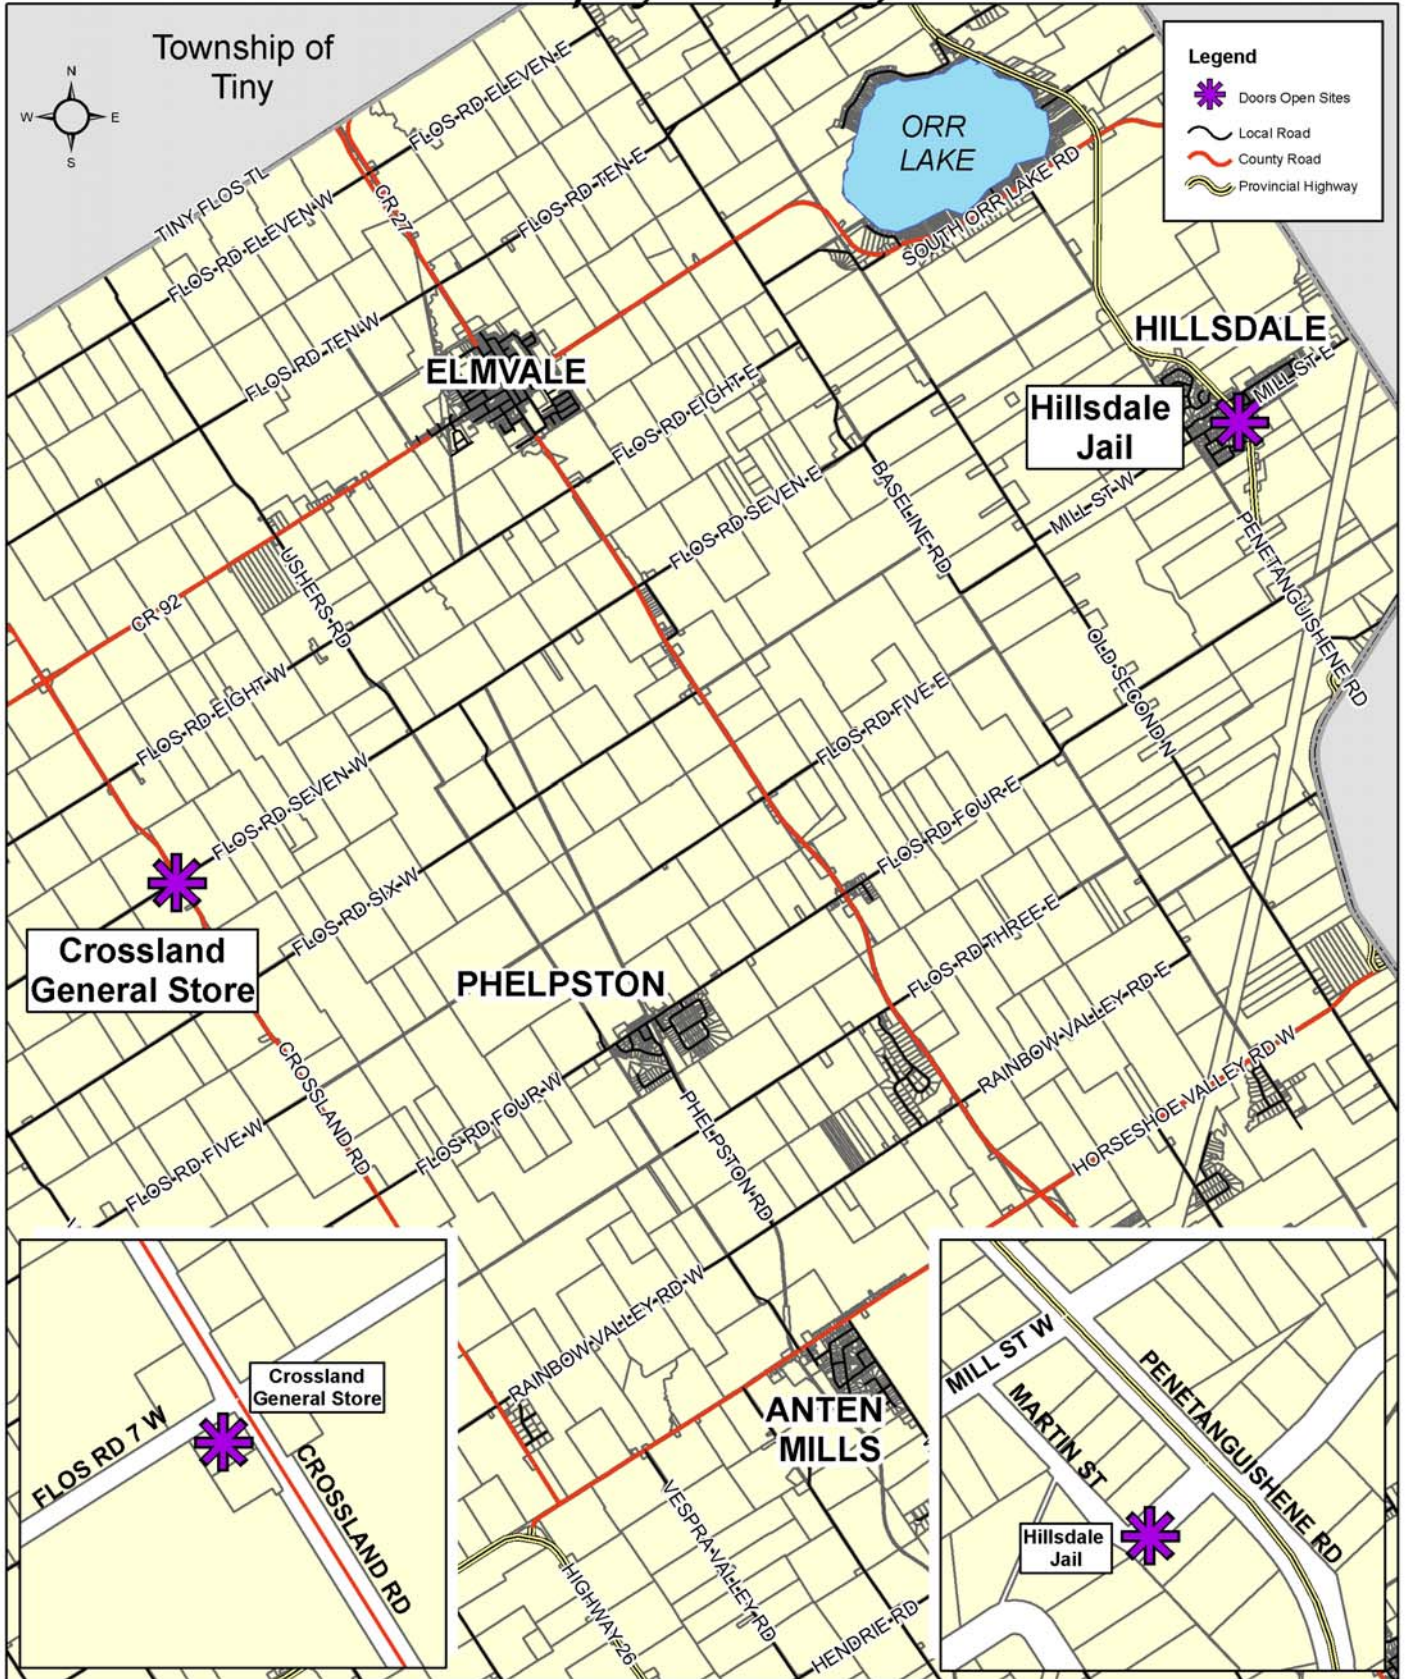 Township of
Tiny
N
W
E
S
Legend
Doors Open Sites
Local Road
County Road
Provincial Highway
ORR
LAKE
FLOS RD ELEVEN E
TINY FLOS TL
FLOS RD ELEVEN W
CR 27
FLOS RD TEN E
SOUTH ORR LAKE RD
FLOS RD TEN W
ELMVALE
HILLSDALE
MILL ST E
Hillsdale
Jail
FLOS RD EIGHT E
FLOS RD SEVEN E
BASELINE RD
MILL ST W
PENETANGUISHENE RD
USHERS RD
CR 92
FLOS RD EIGHT W
OLD SECOND N
FLOS RD FIVE E
FLOS RD SEVEN W
FLOS RD FOUR E
FLOS RD SIX W
Crossland
General Store
PHELPSTON
FLOS RD THREE E
RAINBOW VALLEY RD E
HORSESHOE VALLEY RD W
CROSSLAND RD
FLOS RD FOUR W
PHELPSTON RD
FLOS RD FIVE W
RAINBOW VALLEY RD W
ANTEN
MILLS
VESPRA VALLEY RD
HIGHWAY 26
HENDRIE RD
Crossland
General Store
FLOS RD 7 W
CROSSLAND RD
MILL ST W
MARTIN ST
PENETANGUISHENE RD
Hillsdale
Jail